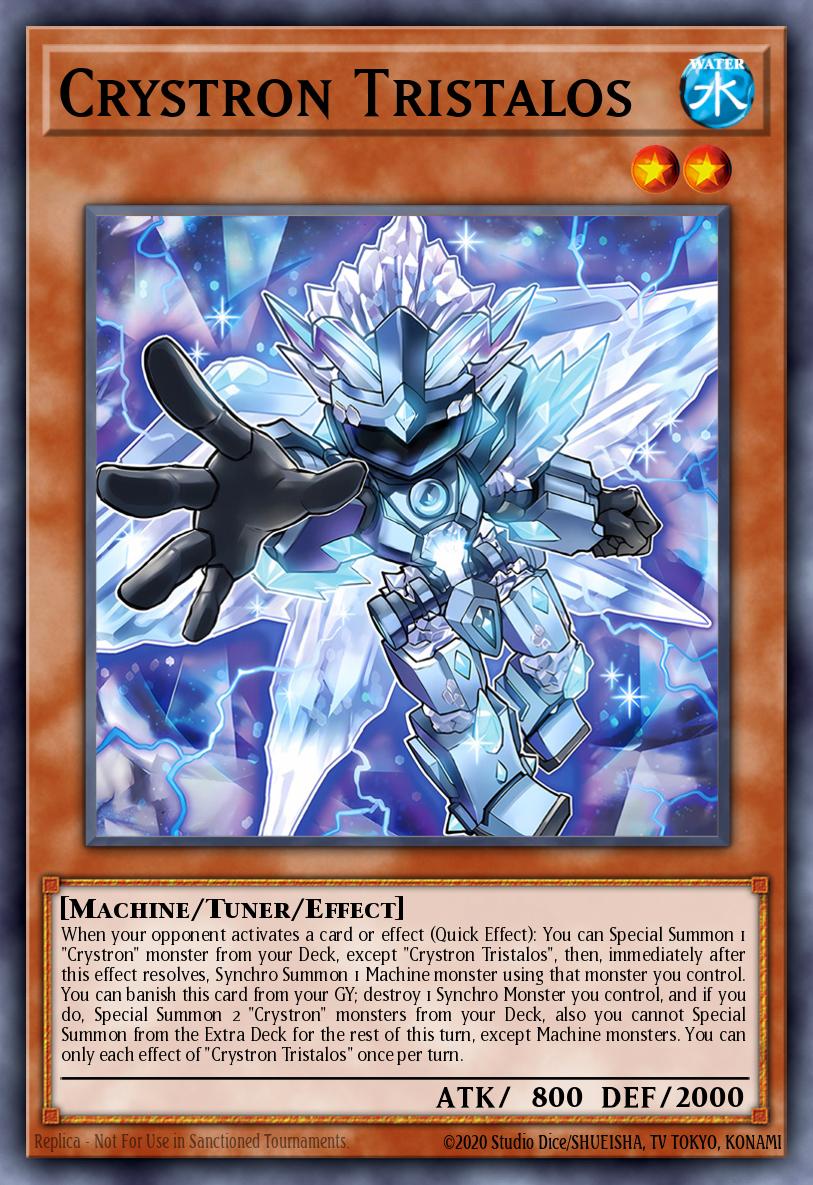 Crystron Tristalos
WATER
水
[Machine/Tuner/Effect]
When your opponent activates a card or effect (Quick Effect): You can Special Summon 1
"Crystron" monster from your Deck, except "Crystron Tristalos", then, immediately after
this effect resolves, Synchro Summon 1 Machine monster using that monster you control.
You can banish this card from your GY; destroy 1 Synchro Monster you control, and if you
do, Special Summon 2 "Crystron" monsters from your Deck, also you cannot Special
Summon from the Extra Deck for the rest of this turn, except Machine monsters. You can
only each effect of "Crystron Tristalos" once per turn.
ATK/ 800 DEF/2000
Replica - Not For Use in Sanctioned Tournaments.
©2020 Studio Dice/SHUEISHA, TV TOKYO, KONAMI